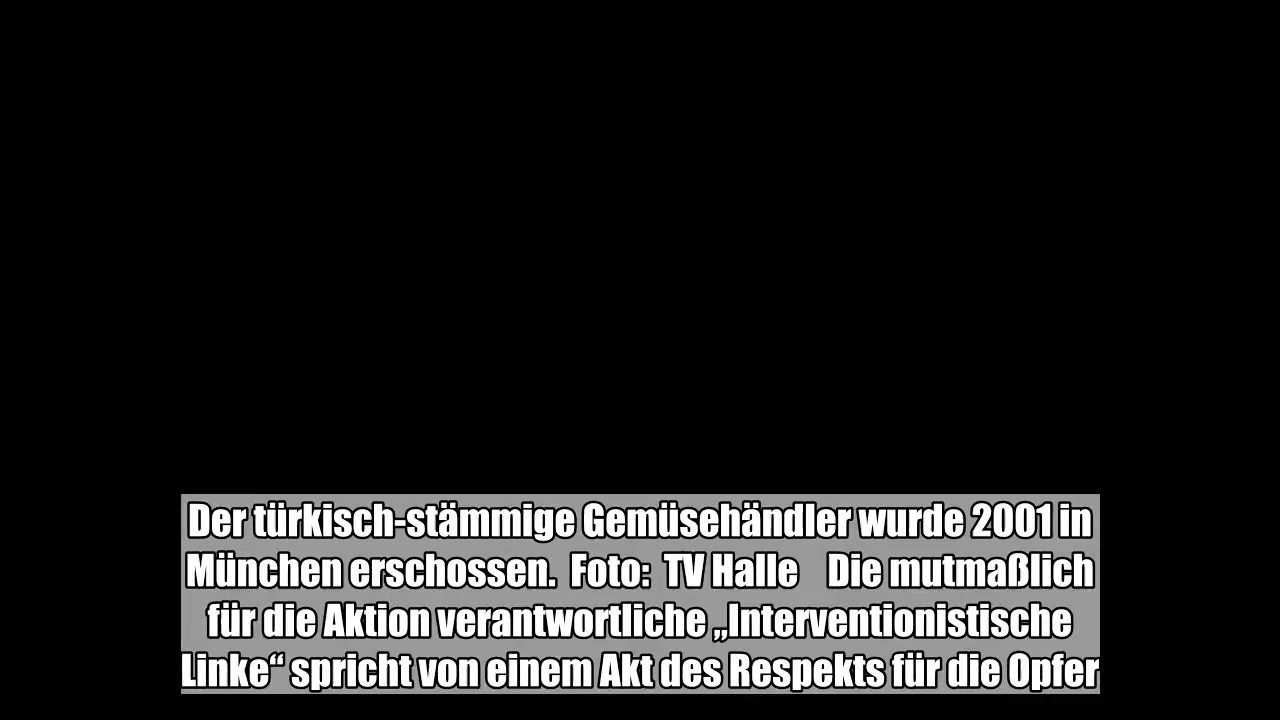 Der türkisch-stämmige Gemüsehändler wurde 2001 in
München erschossen. Foto: TV Halle Die mutmaßlich
für die Aktion verantwortliche „Interventionistische
Linke“ spricht von einem Akt des Respekts für die Opfer